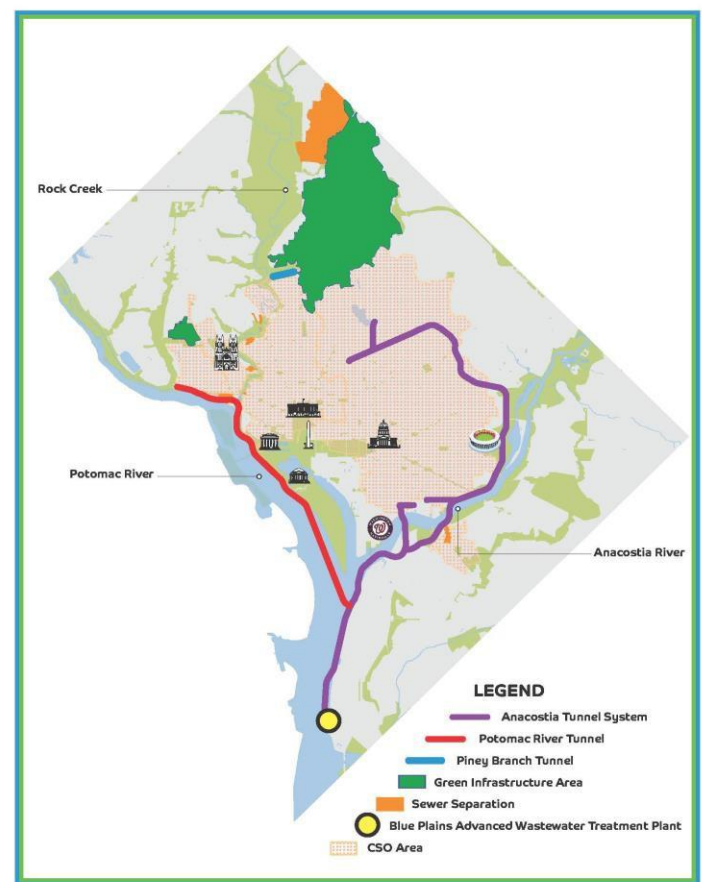 Rock Creek
Potomac River
Anacostia River
LEGEND
Anacostia Tunnel System
Potomac River Tunnel
Piney Branch Tunnel
Green Infrastructure Area
Sewer Separation
Blue Plains Advanced Wastewater Treatment Plant
CSO Area